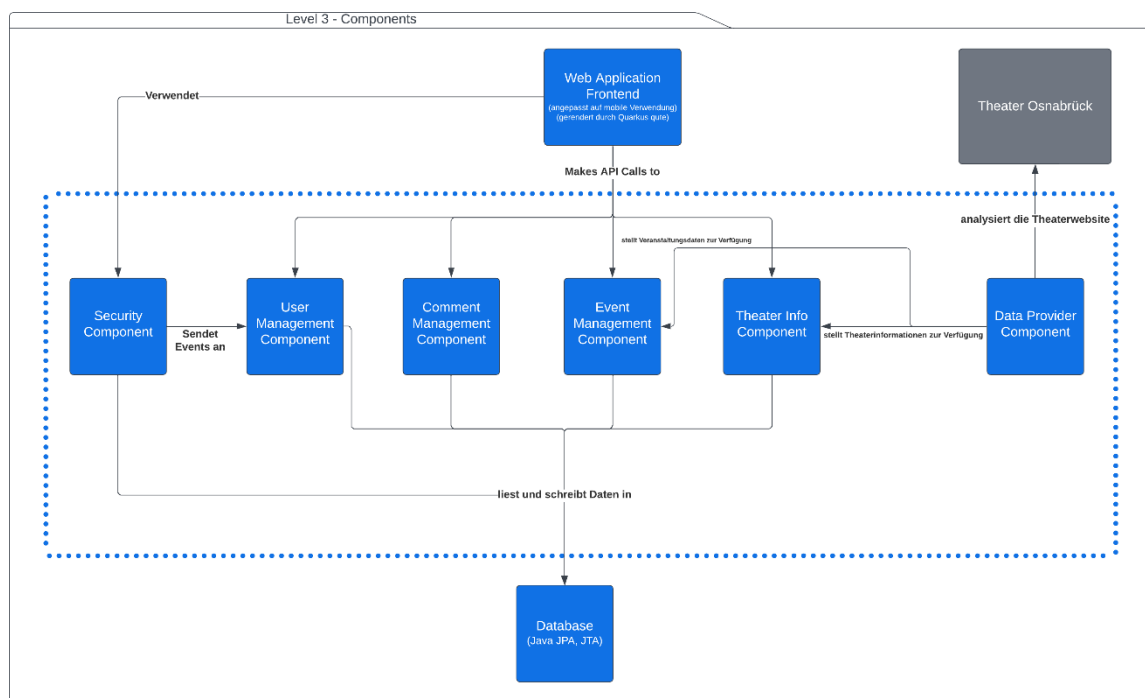 Level 3 - Components
Web Application
Frontend
(angepasst auf mobile Verwendung)
(gerendert durch Quarkus qute)
Theater Osnabrück
Verwendet
Makes API Calls to
analysiert die Theaterwebsite
stellt Veranstaltungsdaten zur Verfügung
Security
Component
User
Management
Component
Comment
Management
Component
Event
Management
Component
Theater Info
Component
Data Provider
Component
Sendet
Events an
stellt Theaterinformationen zur Verfügung
liest und schreibt Daten in
Database
(Java JPA, JTA)